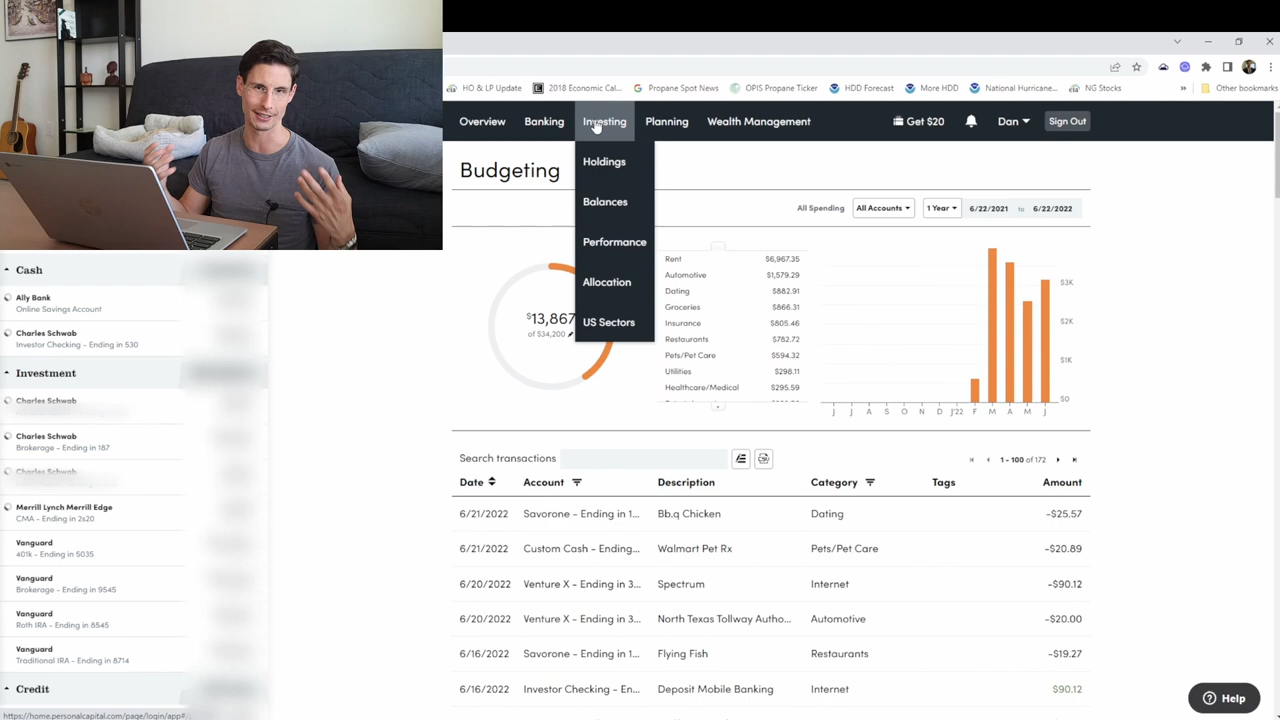 HO & LP Update
2018 Economic Cal...
Propane Spot News
OPIS Propane Ticker
HDD Forecast
More HDD
National Hurricane...
NG Stocks
»
Other bookmarks
Overview
Banking
Investing
Planning
Wealth Management
Get $20
Dan
Sign Out
Holdings
Balances
Performance
Allocation
US Sectors
Budgeting
All Spending
All Accounts
1 Year
6/22/2021 to 6/22/2022
$13,867
of $34,200
Rent $6,967.35
Automotive $1,579.29
Dating $882.91
Groceries $866.31
Insurance $805.46
Restaurants $782.72
Pets/Pet Care $594.32
Utilities $298.11
Healthcare/Medical $295.59
$3K
$2K
$1K
$0
J J A S O N D J'22 F M A M J
Cash
Ally Bank
Online Savings Account
Charles Schwab
Investor Checking - Ending in 530
Investment
Charles Schwab
Charles Schwab
Brokerage - Ending in 187
Charles Schwab
Merrill Lynch Merrill Edge
CMA - Ending in 2s20
Vanguard
401k - Ending in 5035
Vanguard
Brokerage - Ending in 9545
Vanguard
Roth IRA - Ending in 8545
Vanguard
Traditional IRA - Ending in 8714
Credit
https://home.personalcapital.com/page/login/app#/
Search transactions
1 - 100 of 172
Date Account Description Category Tags Amount
6/21/2022 Savorone - Ending in 1... Bb.q Chicken Dating -$25.57
6/21/2022 Custom Cash - Ending... Walmart Pet Rx Pets/Pet Care -$20.89
6/20/2022 Venture X - Ending in 3... Spectrum Internet -$90.12
6/20/2022 Venture X - Ending in 3... North Texas Tollway Autho... Automotive -$20.00
6/16/2022 Savorone - Ending in 1... Flying Fish Restaurants -$19.27
6/16/2022 Investor Checking - En... Deposit Mobile Banking Internet $90.12
Help